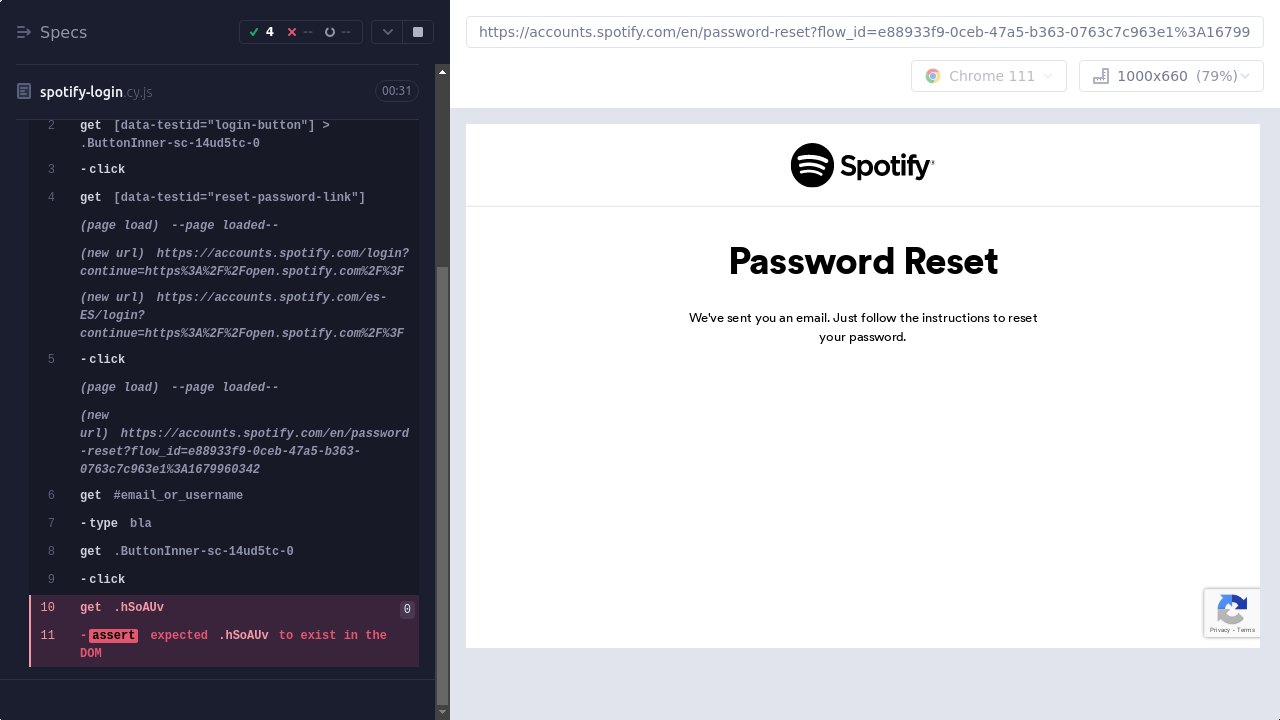 Specs
4
--
--
https://accounts.spotify.com/en/password-reset?flow_id=e88933f9-0ceb-47a5-b363-0763c7c963e1%3A16799
Chrome 111
1000x660 (79%)
spotify-login.cy.js
00:31
2 get [data-testid="login-button"] >
.ButtonInner-sc-14ud5tc-0
3 -click
4 get [data-testid="reset-password-link"]
(page load) --page loaded--
(new url) https://accounts.spotify.com/login?
continue=https%3A%2F%2Fopen.spotify.com%2F%3F
(new url) https://accounts.spotify.com/es-
ES/login?
continue=https%3A%2F%2Fopen.spotify.com%2F%3F
5 -click
(page load) --page loaded--
(new
url) https://accounts.spotify.com/en/password
-reset?flow_id=e88933f9-0ceb-47a5-b363-
0763c7c963e1%3A1679960342
6 get #email_or_username
7 -type bla
8 get .ButtonInner-sc-14ud5tc-0
9 -click
10 get .hSoAUv 0
11 -assert expected .hSoAUv to exist in the
DOM
Spotify®
Password Reset
We've sent you an email. Just follow the instructions to reset
your password.
Privacy - Terms